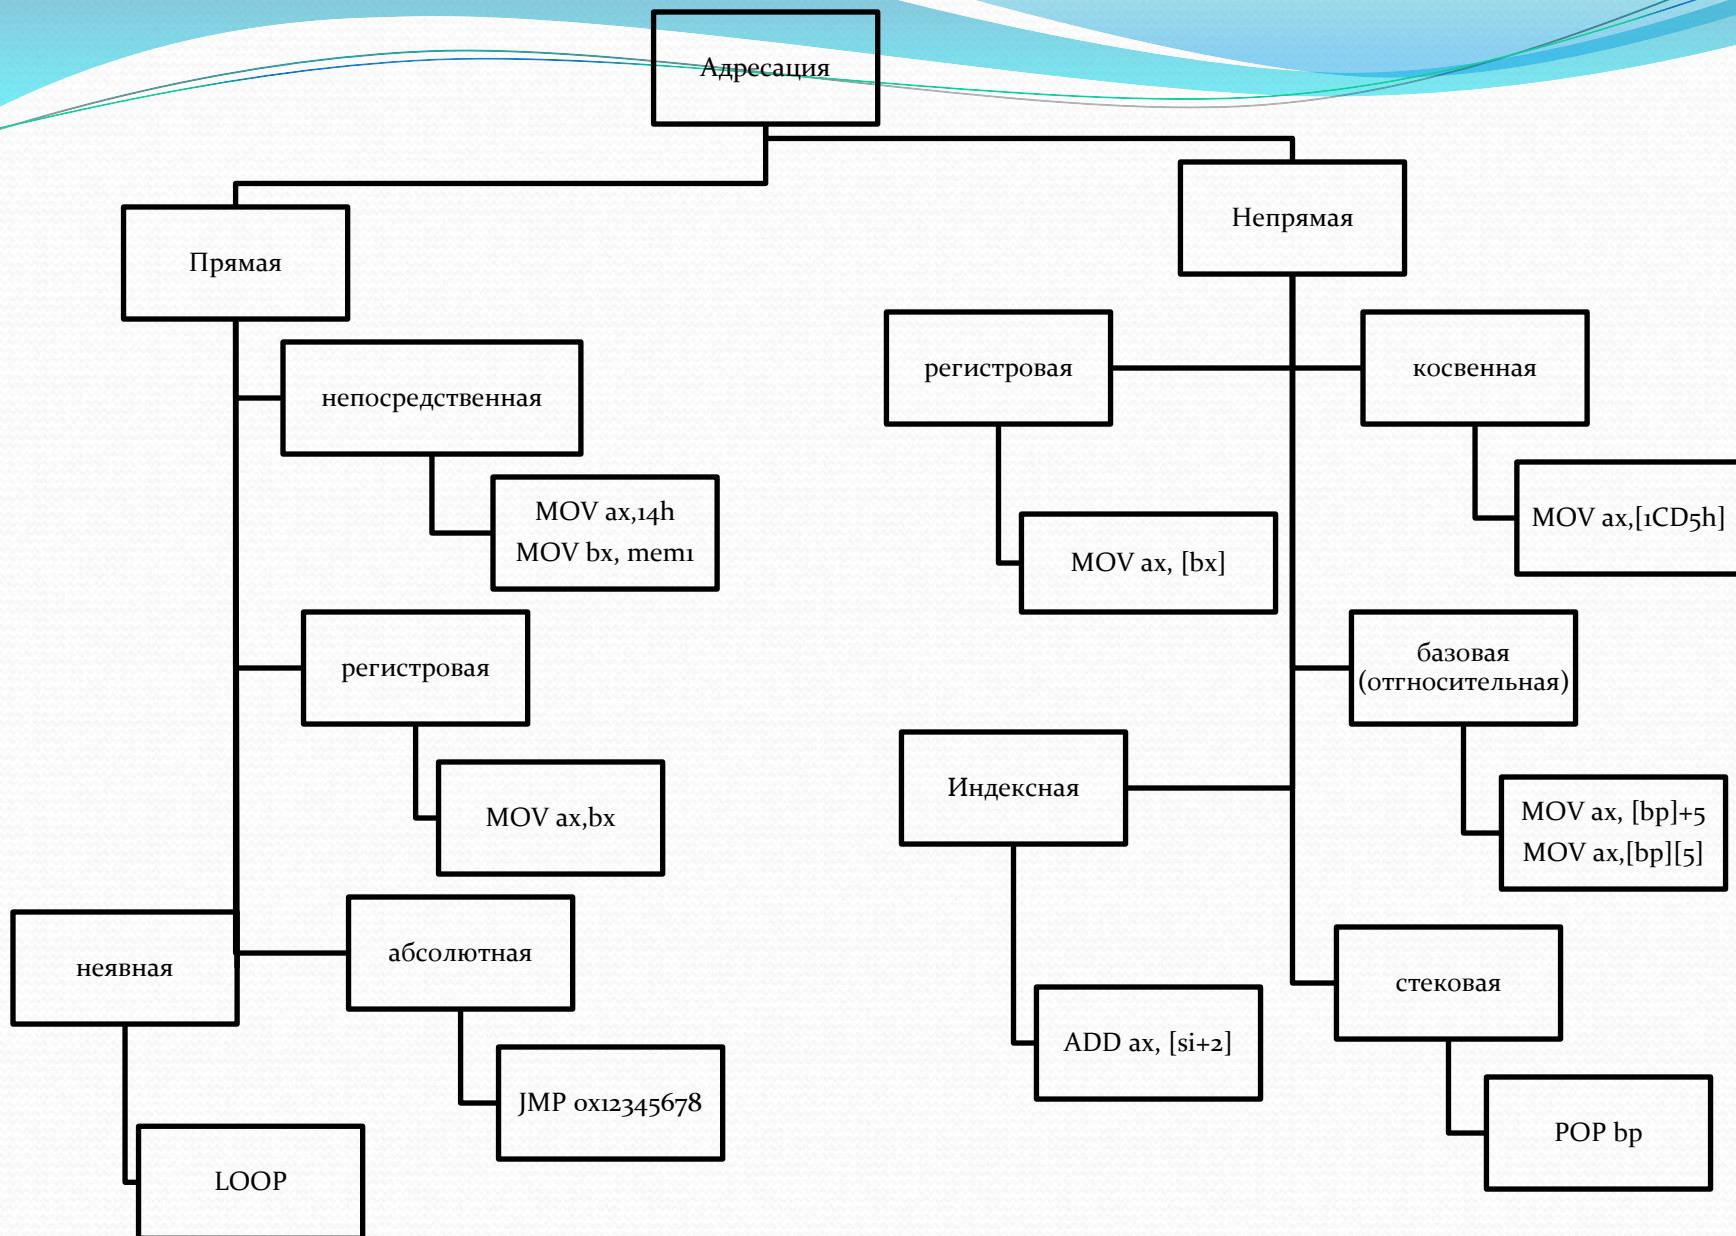 Адресация
Прямая
непосредственная
MOV ax,14h
MOV bx, mem1
регистровая
MOV ax,bx
неявная
LOOP
абсолютная
JMP 0x12345678
Непрямая
регистровая
MOV ax, [bx]
косвенная
MOV ax,[1CD5h]
базовая
(отгносительная)
MOV ax, [bp]+5
MOV ax,[bp][5]
Индексная
ADD ax, [si+2]
стековая
POP bp